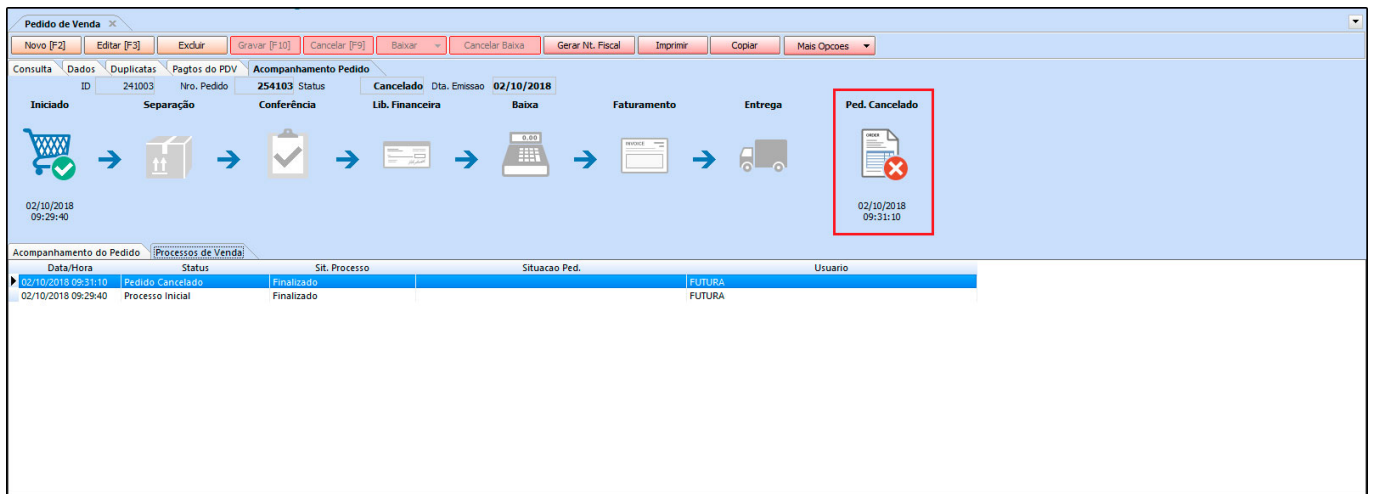 Pedido de Venda
Novo [F2] Editar [F3] Excluir Gravar [F10] Cancelar [F9] Baixar Cancelar Baixa Gerar Nt. Fiscal Imprimir Copiar Mais Opcoes
Consulta Dados Duplicatas Pagtos do PDV Acompanhamento Pedido
ID 241003 Nro. Pedido 254103 Status Cancelado Dta. Emissao 02/10/2018
Iniciado Separação Conferência Lib. Financeira Baixa Faturamento Entrega Ped. Cancelado
0.00
INVOICE
ORDER
02/10/2018 02/10/2018
09:29:40 09:31:10
Acompanhamento do Pedido Processos de Venda
Data/Hora Status Sit. Processo Situacao Ped. Usuario
02/10/2018 09:31:10 Pedido Cancelado Finalizado FUTURA
02/10/2018 09:29:40 Processo Inicial Finalizado FUTURA